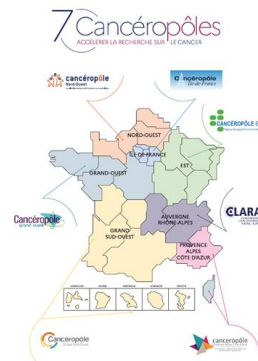 7 Cancéropôles
ACCÉLÉRER LA RECHERCHE SUR LE CANCER
cancéropôle
Nord-Ouest
Cancéropôle
Île-de-France
CANCÉROPÔLE E
NORD-OUEST
ÎLE-DE-FRANCE
EST
GRAND-OUEST
Cancéropôle
grand ouest
CLARA
AUVERGNE
RHÔNE-ALPES
GRAND
SUD-OUEST
PROVENCE
ALPES
CÔTE D'AZUR
Cancéropôle
cancéropôle